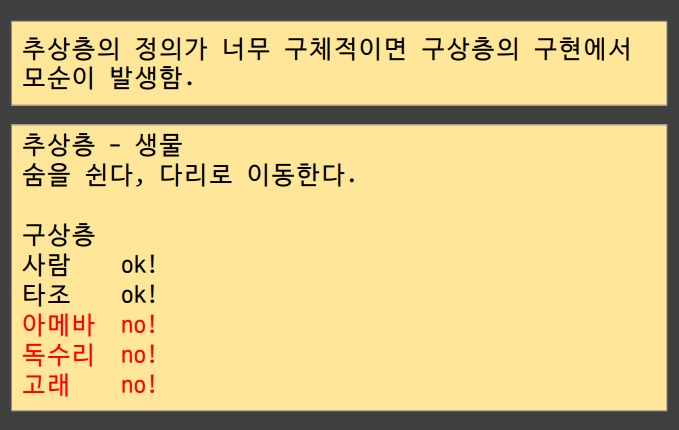 추상층의 정의가 너무 구체적이면 구상층의 구현에서
모순이 발생함.
추상층 - 생물
숨을 쉰다, 다리로 이동한다.
구상층
사람 ok!
타조 ok!
아메바 no!
독수리 no!
고래 no!